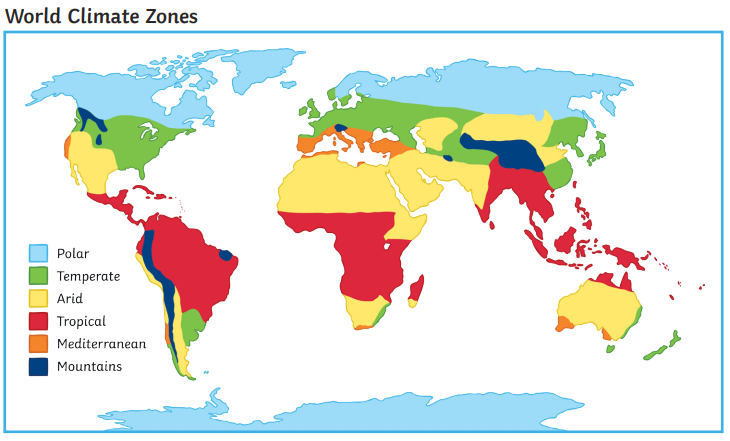 World Climate Zones
Polar
Temperate
Arid
Tropical
Mediterranean
Mountains